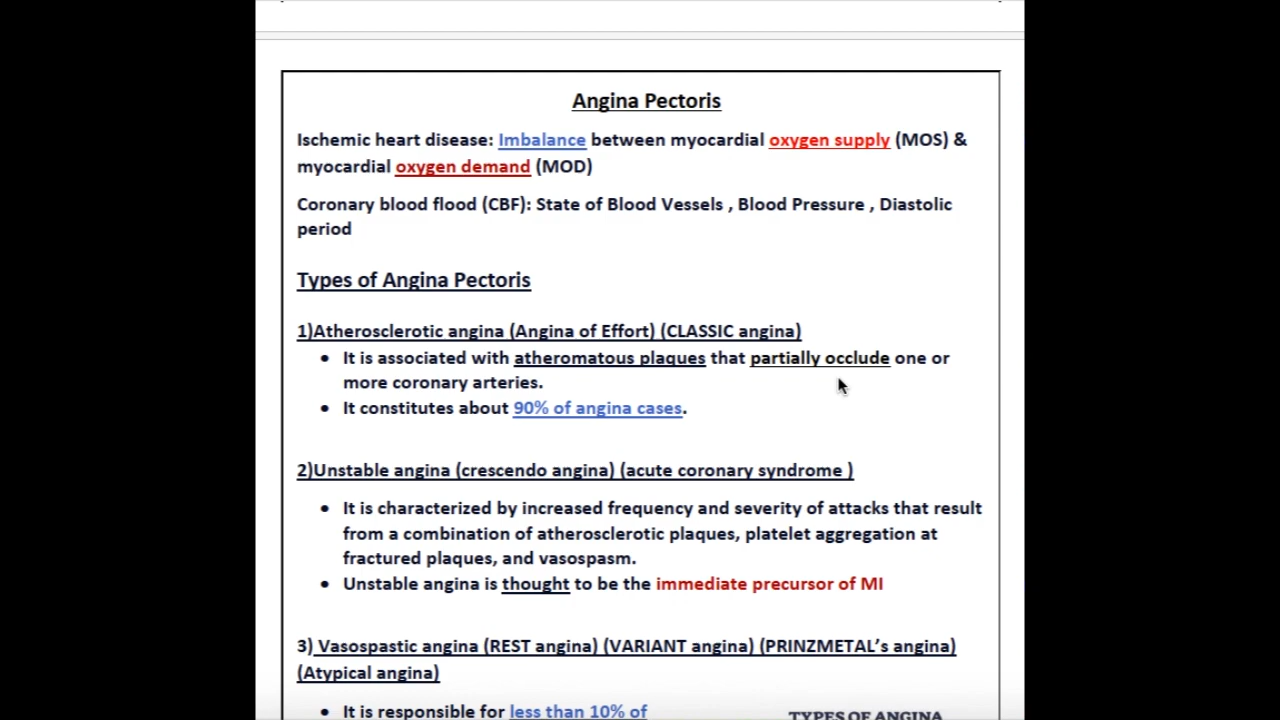 Angina Pectoris
Ischemic heart disease: Imbalance between myocardial oxygen supply (MOS) &
myocardial oxygen demand (MOD)
Coronary blood flood (CBF): State of Blood Vessels , Blood Pressure , Diastolic
period
Types of Angina Pectoris
1)Atherosclerotic angina (Angina of Effort) (CLASSIC angina)
• It is associated with atheromatous plaques that partially occlude one or
more coronary arteries.
• It constitutes about 90% of angina cases.
2)Unstable angina (crescendo angina) (acute coronary syndrome )
• It is characterized by increased frequency and severity of attacks that result
from a combination of atherosclerotic plaques, platelet aggregation at
fractured plaques, and vasospasm.
• Unstable angina is thought to be the immediate precursor of MI
3) Vasospastic angina (REST angina) (VARIANT angina) (PRINZMETAL’s angina)
(Atypical angina)
• It is responsible for less than 10% of
TYPES OF ANGINA